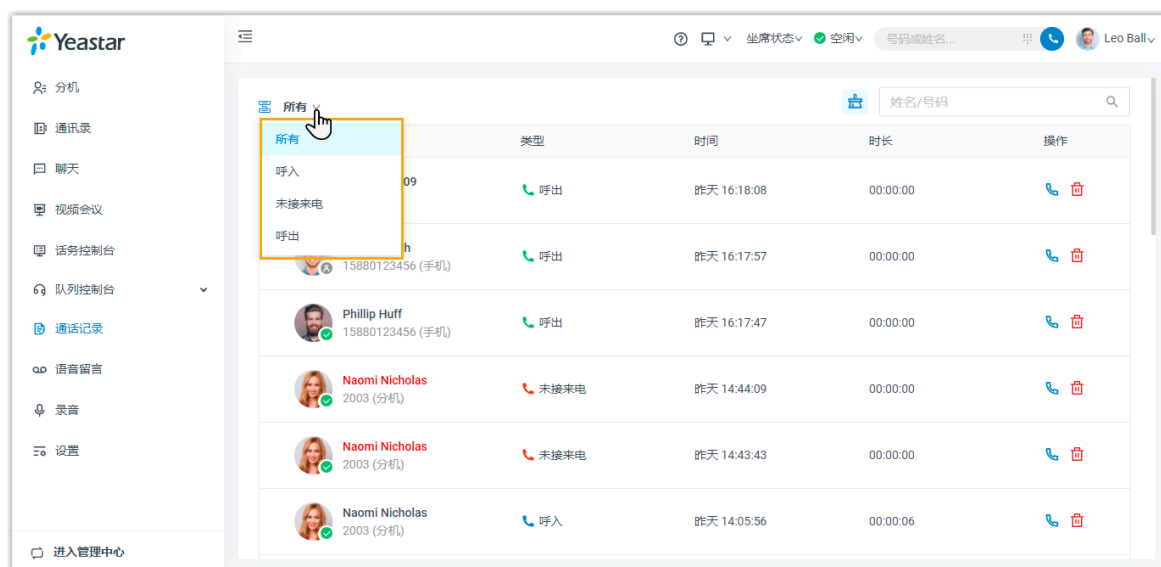 Yeastar
坐席状态
空闲
号码或姓名...
Leo Ball
分机
通讯录
聊天
视频会议
话务控制台
队列控制台
通话记录
语音留言
录音
设置
进入管理中心
所有
姓名/号码
所有
呼入
未接来电
呼出
类型
时间
时长
操作
09
呼出
昨天 16:18:08
00:00:00
h
15880123456 (手机)
呼出
昨天 16:17:57
00:00:00
Phillip Huff
15880123456 (手机)
呼出
昨天 16:17:47
00:00:00
Naomi Nicholas
2003 (分机)
未接来电
昨天 14:44:09
00:00:00
Naomi Nicholas
2003 (分机)
未接来电
昨天 14:43:43
00:00:00
Naomi Nicholas
2003 (分机)
呼入
昨天 14:05:56
00:00:06